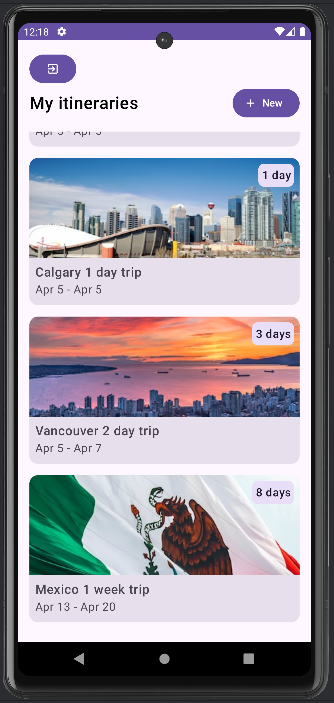 12:18
My itineraries
+ New
Apr 5 - Apr 5
1 day
Calgary 1 day trip
Apr 5 - Apr 5
3 days
Vancouver 2 day trip
Apr 5 - Apr 7
8 days
Mexico 1 week trip
Apr 13 - Apr 20